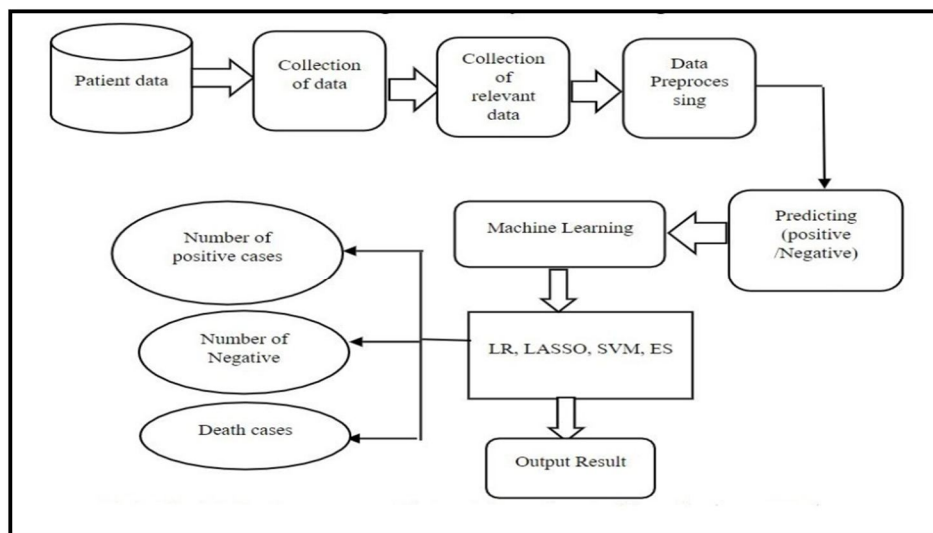 Patient data
Collection
of data
Collection
of
relevant
data
Data
Preproces
sing
Predicting
(positive
/Negative)
Machine Learning
Number of
positive cases
LR, LASSO, SVM, ES
Number of
Negative
Death cases
Output Result